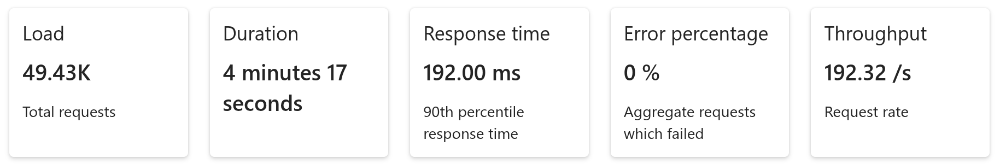 Load
49.43K
Total requests
Duration
4 minutes 17
seconds
Response time
192.00 ms
90th percentile
response time
Error percentage
0 %
Aggregate requests
which failed
Throughput
192.32 /s
Request rate